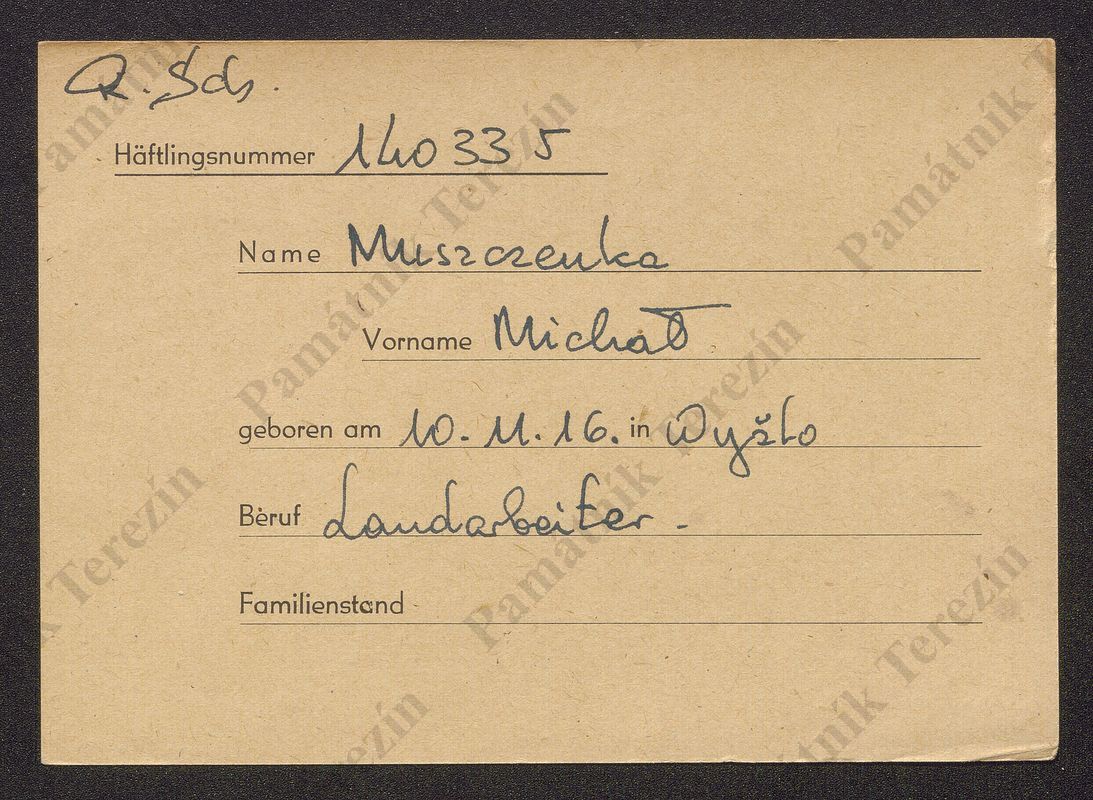 R. Sch.
Häftlingsnummer 140335
Name Muszczenka
Vorname Michał
geboren am 10. 11. 16. in Wyżło
Beruf Landarbeiter.
Familienstand
Památník Terezín